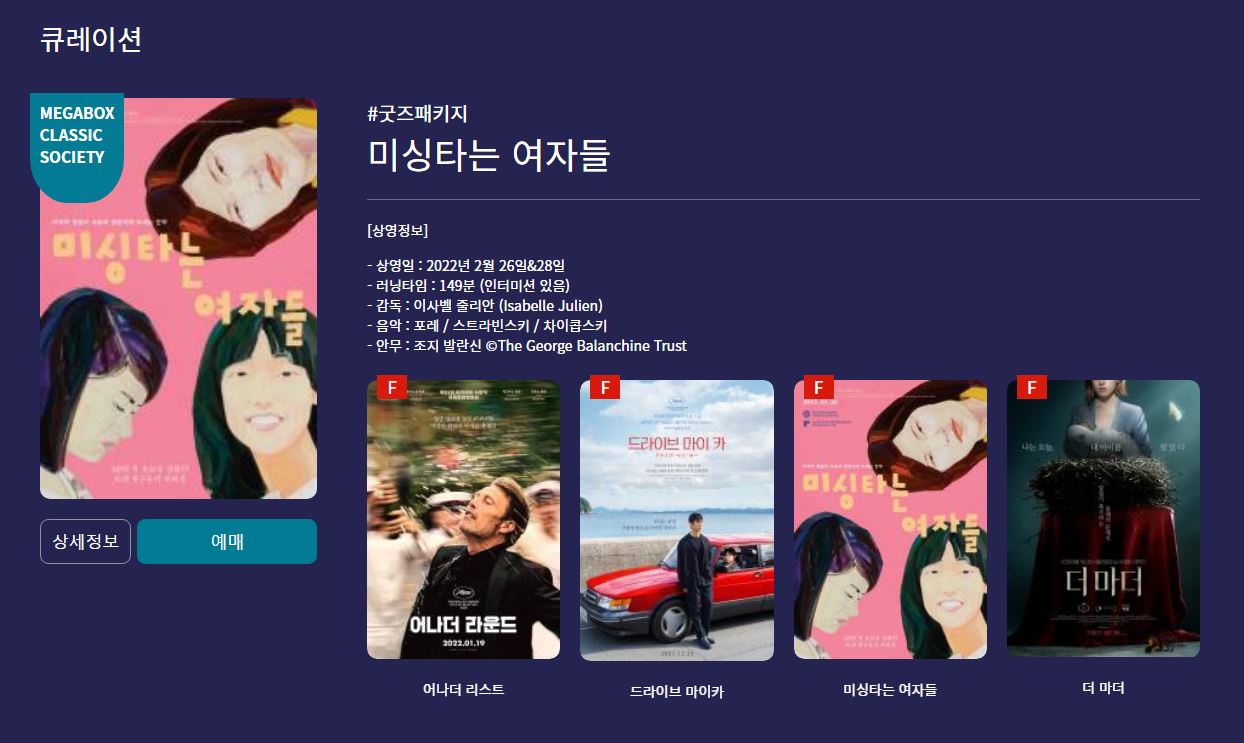 큐레이션
MEGABOX
CLASSIC
SOCIETY
미싱타는
여자들
상세정보
예매
#굿즈패키지
미싱타는 여자들
[상영정보]
- 상영일 : 2022년 2월 26일&28일
- 러닝타임 : 149분 (인터미션 있음)
- 감독 : 이사벨 줄리안 (Isabelle Julien)
- 음악 : 포레 / 스트라빈스키 / 차이콥스키
- 안무 : 조지 발란신 ©The George Balanchine Trust
F
어나더 라운드
2022.01.19
어나더 리스트
F
드라이브 마이 카
드라이브 마이카
F
미싱타는
여자들
미싱타는 여자들
F
나는 오늘,
더 마더
더 마더